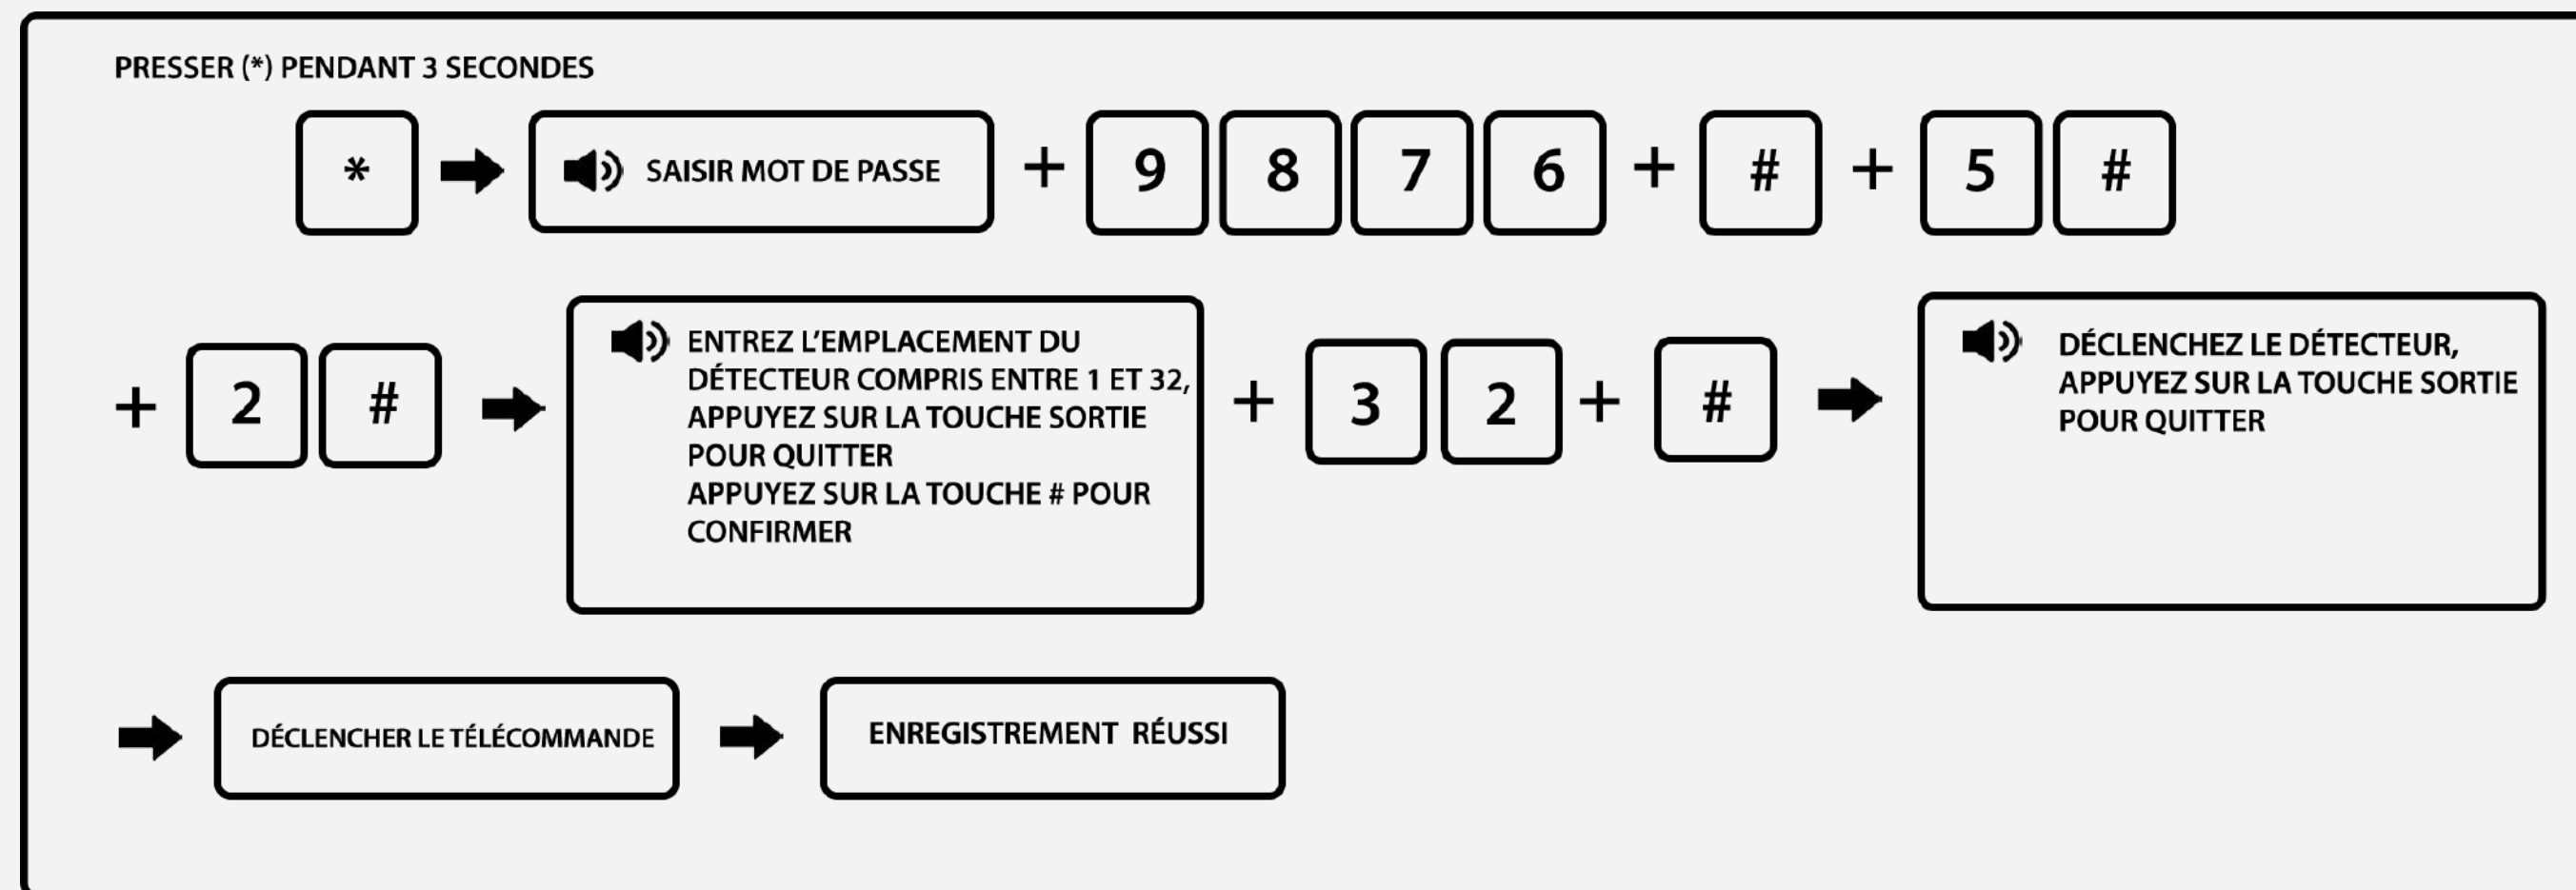 PRESSER (*) PENDANT 3 SECONDES
* SAISIR MOT DE PASSE + 9 8 7 6 + # + 5 #
+ 2 #
ENTREZ L'EMPLACEMENT DU
DÉTECTEUR COMPRIS ENTRE 1 ET 32,
APPUYEZ SUR LA TOUCHE SORTIE
POUR QUITTER
APPUYEZ SUR LA TOUCHE # POUR
CONFIRMER
+ 3 2 + #
DÉCLENCHEZ LE DÉTECTEUR,
APPUYEZ SUR LA TOUCHE SORTIE
POUR QUITTER
DÉCLENCHER LE TÉLÉCOMMANDE
ENREGISTREMENT RÉUSSI